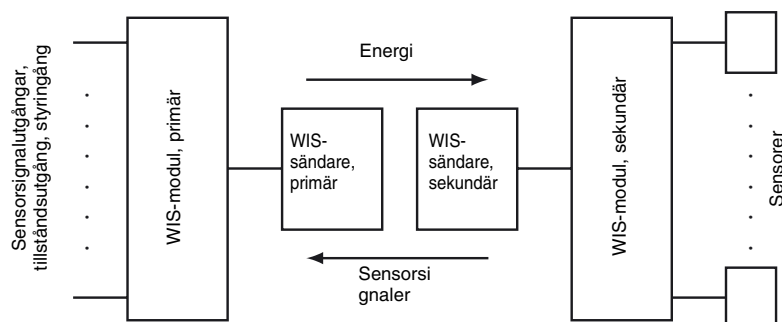 Sensorsignalutgångar,
tillståndsutgång, styringång
WIS-modul, primär
WIS-
sändare,
primär
Energi
Sensorsi
gnaler
WIS-
sändare,
sekundär
WIS-modul, sekundär
Sensorer